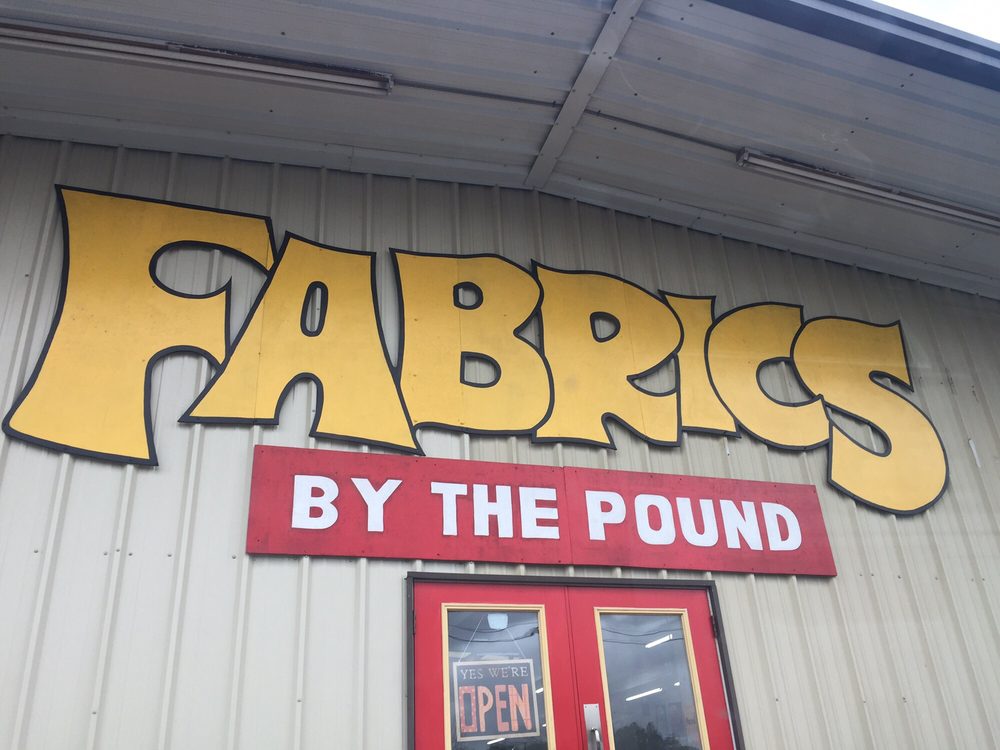 FABRICS
BY THE POUND
YES WE'RE
OPEN